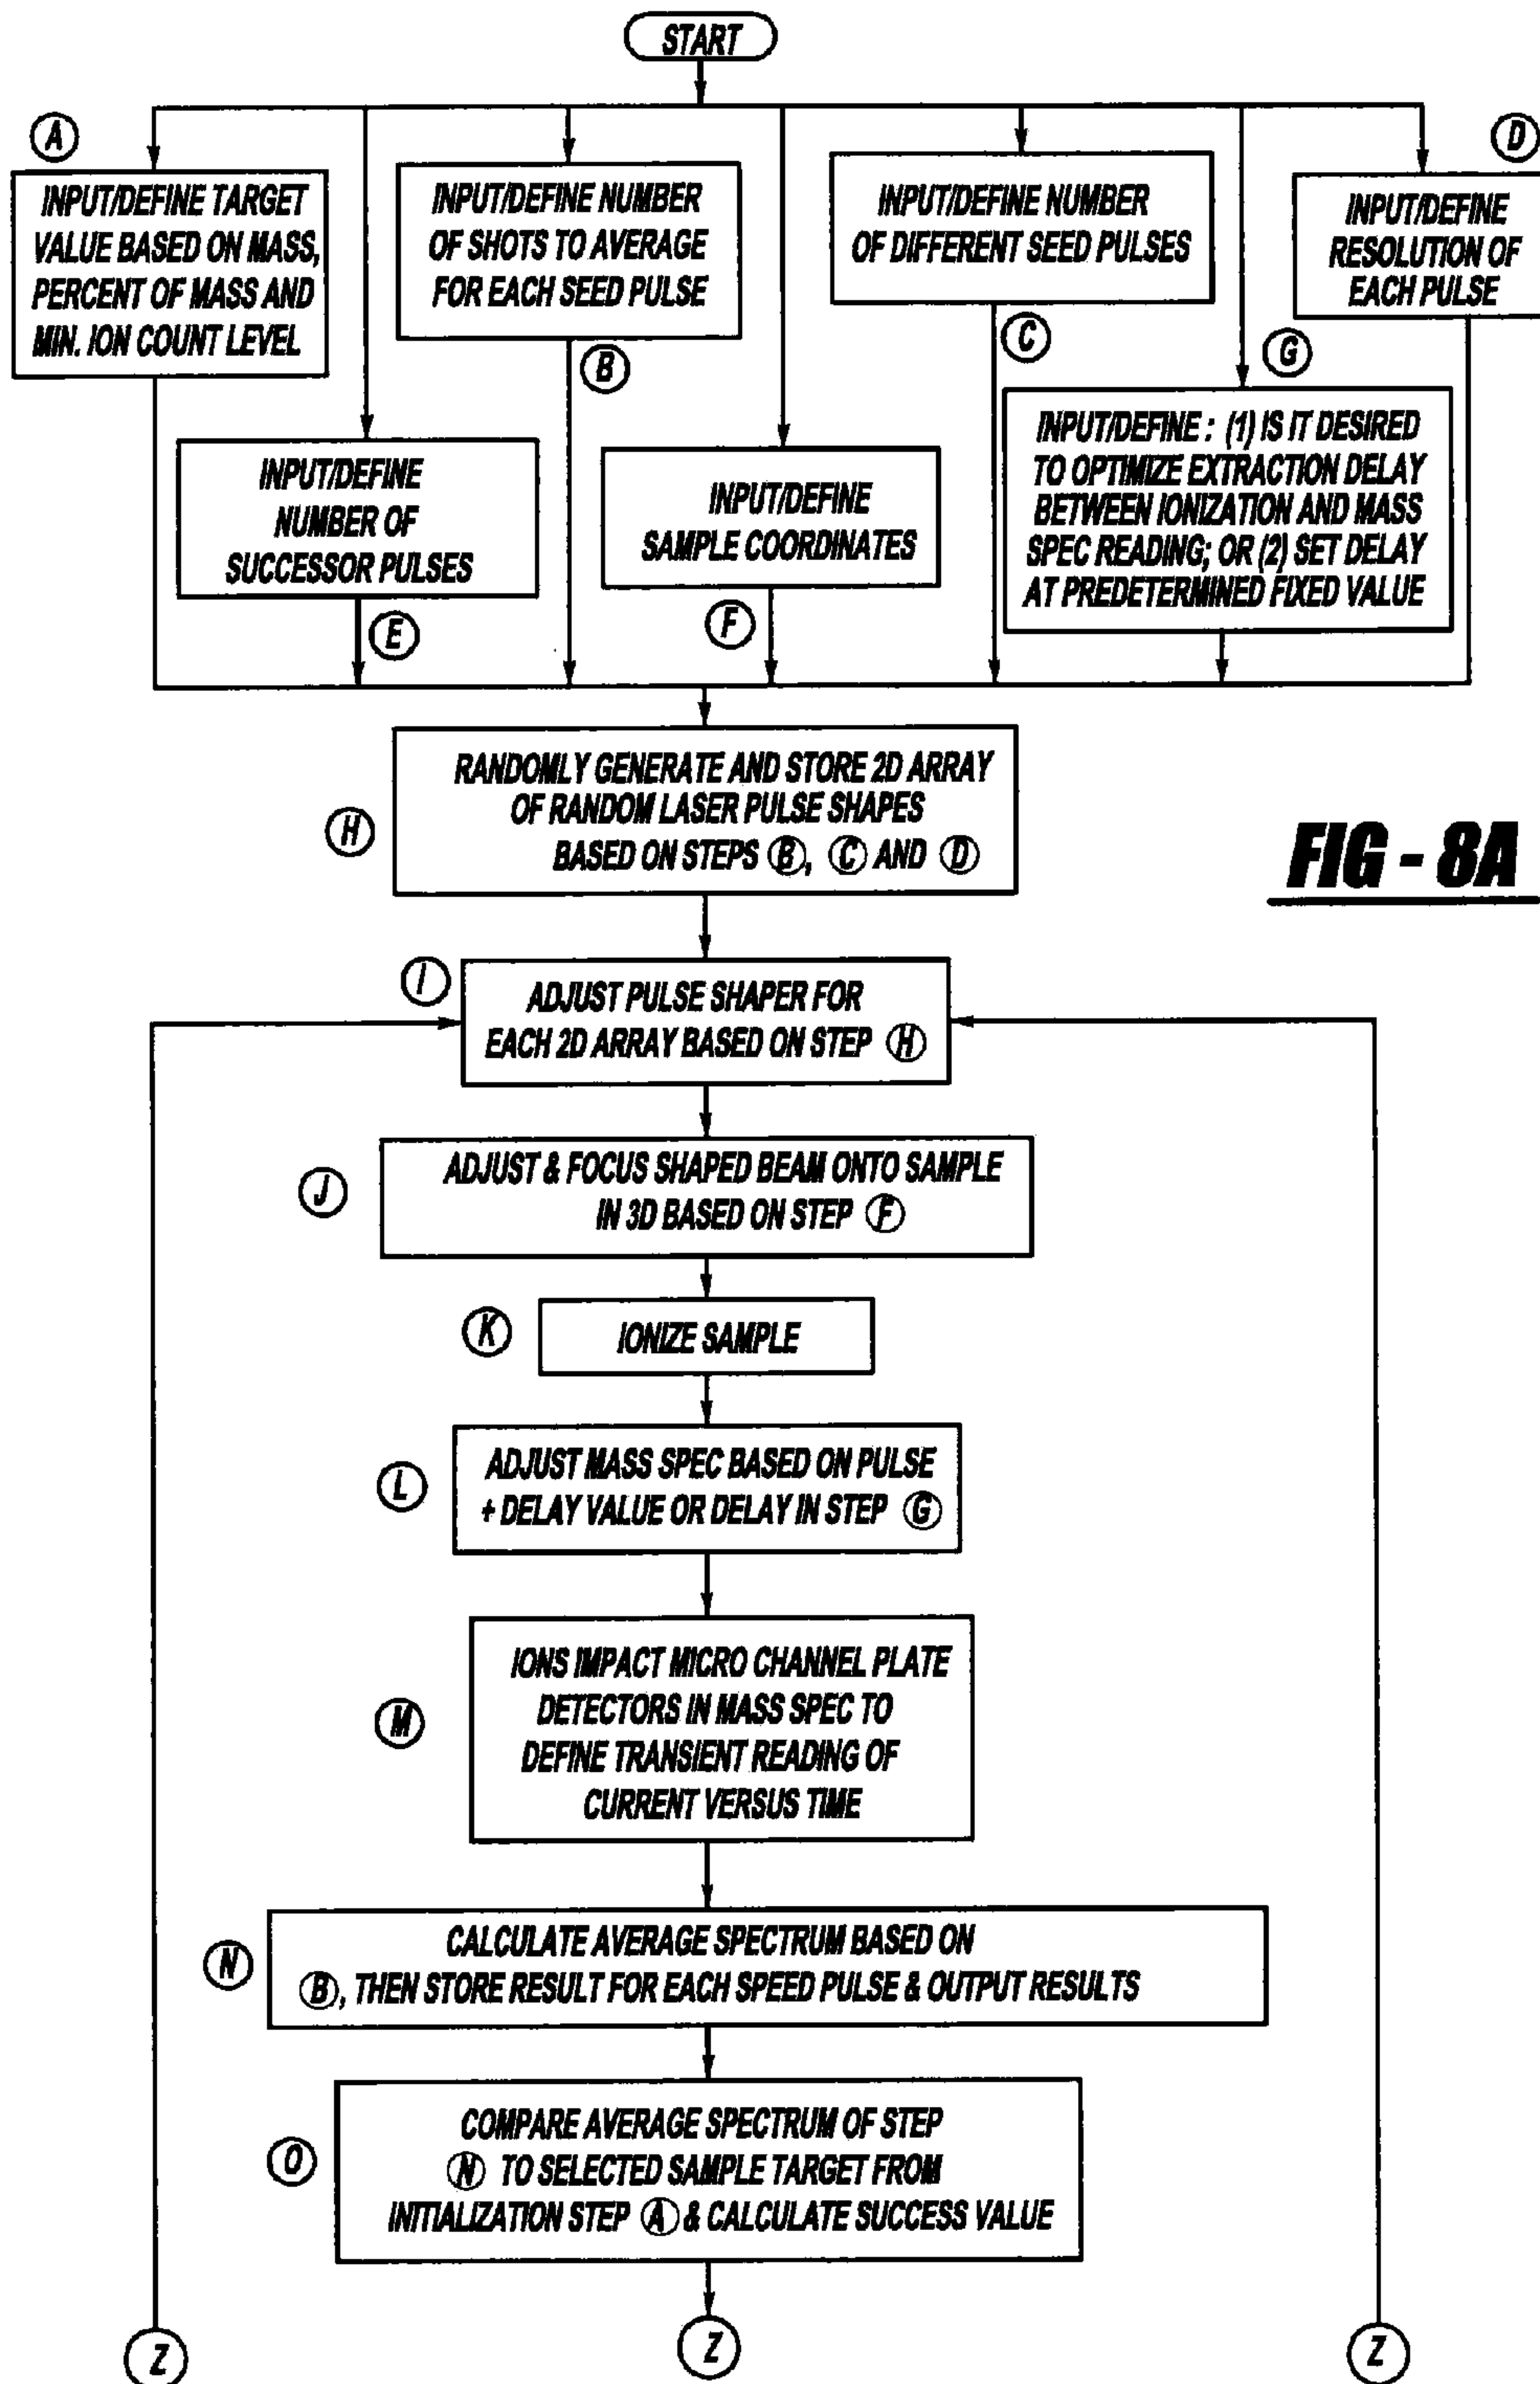 START
A
INPUT/DEFINE TARGET
VALUE BASED ON MASS,
PERCENT OF MASS AND
MIN. ION COUNT LEVEL
INPUT/DEFINE NUMBER
OF SHOTS TO AVERAGE
FOR EACH SEED PULSE
B
INPUT/DEFINE NUMBER
OF DIFFERENT SEED PULSES
C
D
INPUT/DEFINE
RESOLUTION OF
EACH PULSE
INPUT/DEFINE
NUMBER OF
SUCCESSOR PULSES
E
INPUT/DEFINE
SAMPLE COORDINATES
F
G
INPUT/DEFINE : (1) IS IT DESIRED
TO OPTIMIZE EXTRACTION DELAY
BETWEEN IONIZATION AND MASS
SPEC READING; OR (2) SET DELAY
AT PREDETERMINED FIXED VALUE
H
RANDOMLY GENERATE AND STORE 2D ARRAY
OF RANDOM LASER PULSE SHAPES
BASED ON STEPS B, C AND D
FIG - 8A
I
ADJUST PULSE SHAPER FOR
EACH 2D ARRAY BASED ON STEP H
J
ADJUST & FOCUS SHAPED BEAM ONTO SAMPLE
IN 3D BASED ON STEP F
K
IONIZE SAMPLE
L
ADJUST MASS SPEC BASED ON PULSE
+ DELAY VALUE OR DELAY IN STEP G
M
IONS IMPACT MICRO CHANNEL PLATE
DETECTORS IN MASS SPEC TO
DEFINE TRANSIENT READING OF
CURRENT VERSUS TIME
N
CALCULATE AVERAGE SPECTRUM BASED ON
B, THEN STORE RESULT FOR EACH SPEED PULSE & OUTPUT RESULTS
O
COMPARE AVERAGE SPECTRUM OF STEP
N TO SELECTED SAMPLE TARGET FROM
INITIALIZATION STEP A & CALCULATE SUCCESS VALUE
Z
Z
Z